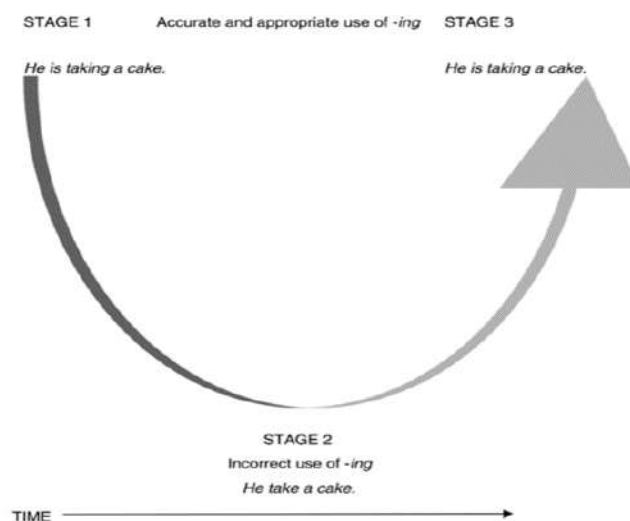 STAGE 1 Accurate and appropriate use of -ing STAGE 3
He is taking a cake. He is taking a cake.
STAGE 2
Incorrect use of -ing
He take a cake.
TIME